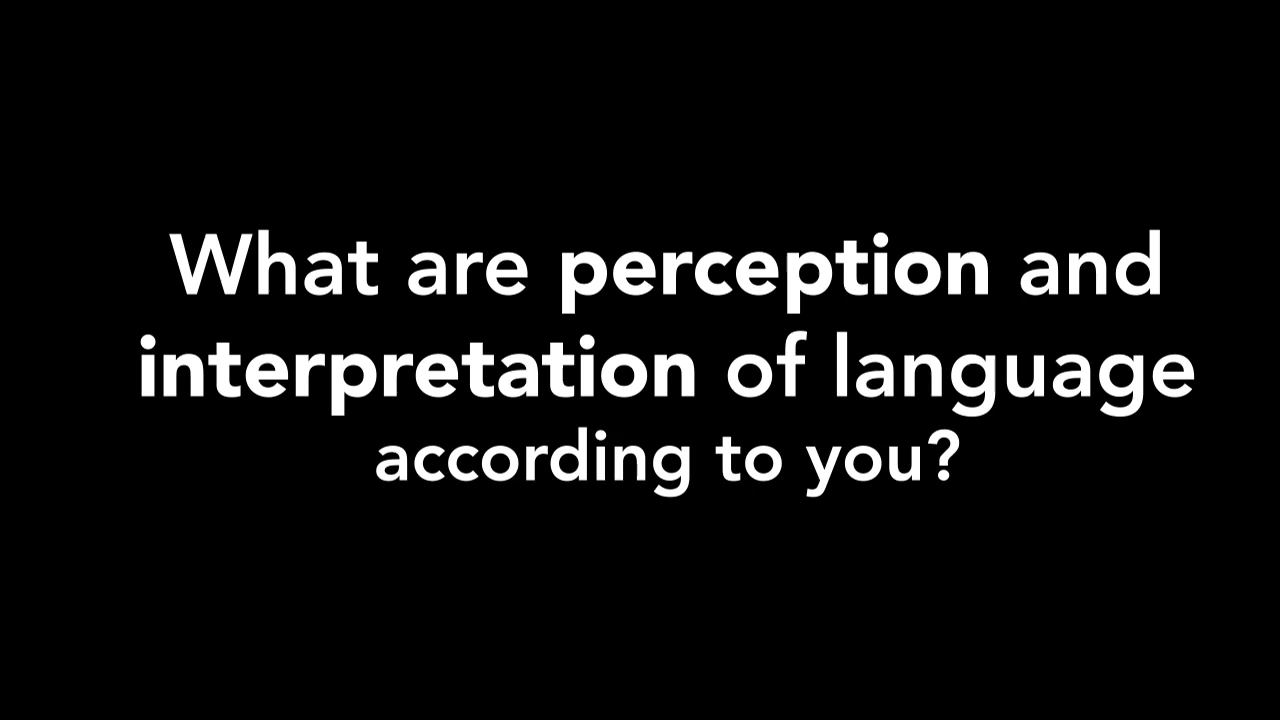 What are perception and
interpretation of language
according to you?